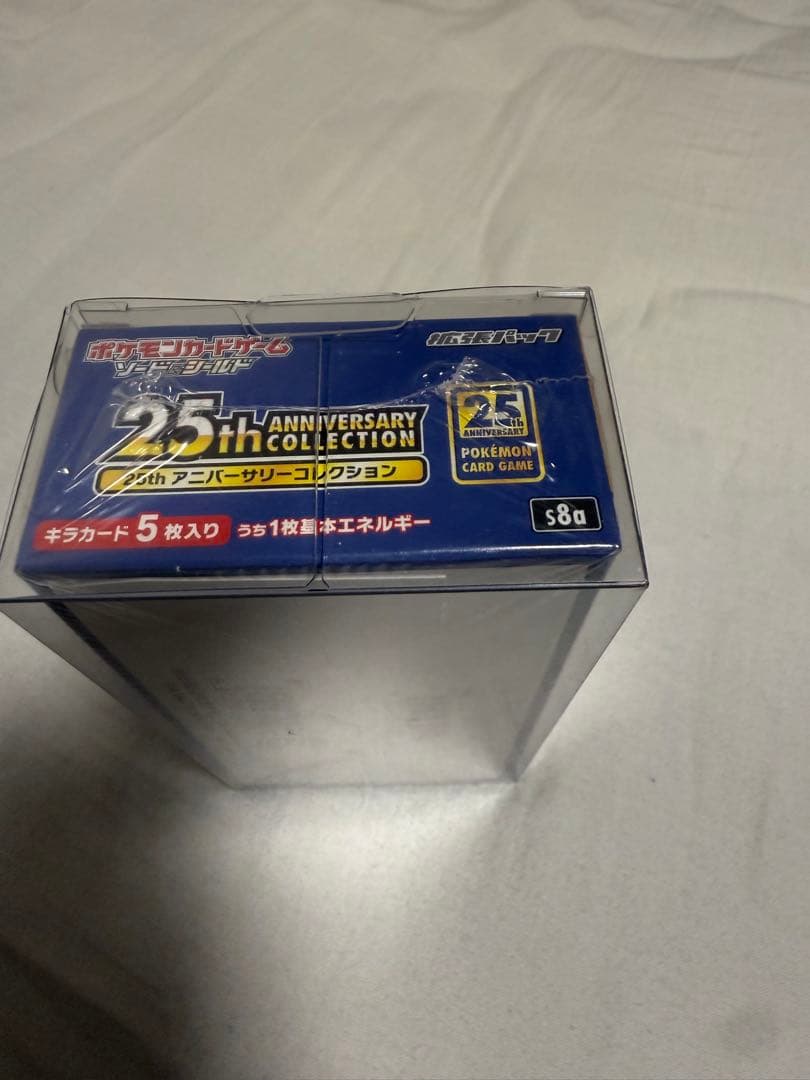 ポケモンカードゲーム
ソード&シールド
拡張パック
25th ANNIVERSARY
COLLECTION
25th アニバーサリーコレクション
25th
ANNIVERSARY
POKÉMON
CARD GAME
キラカード5枚入り うち1枚基本エネルギー
s8a